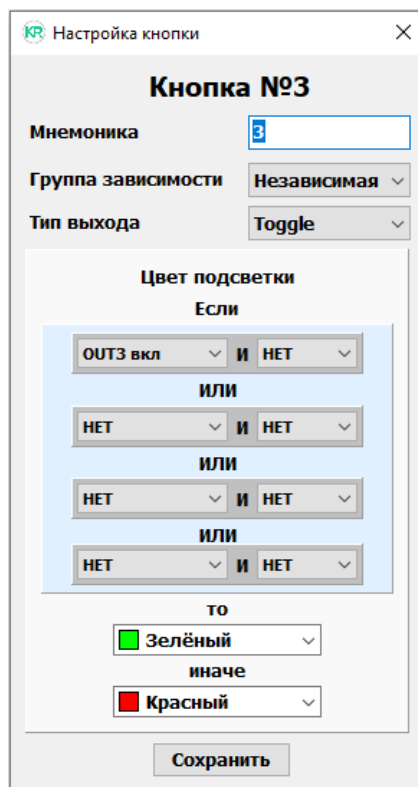 KR Настройка кнопки
Кнопка №3
Мнемоника 3
Группа зависимости Независимая
Тип выхода Toggle
Цвет подсветки
Если
OUT3 вкл И НЕТ
ИЛИ
НЕТ И НЕТ
ИЛИ
НЕТ И НЕТ
ИЛИ
НЕТ И НЕТ
то
Зелёный
иначе
Красный
Сохранить